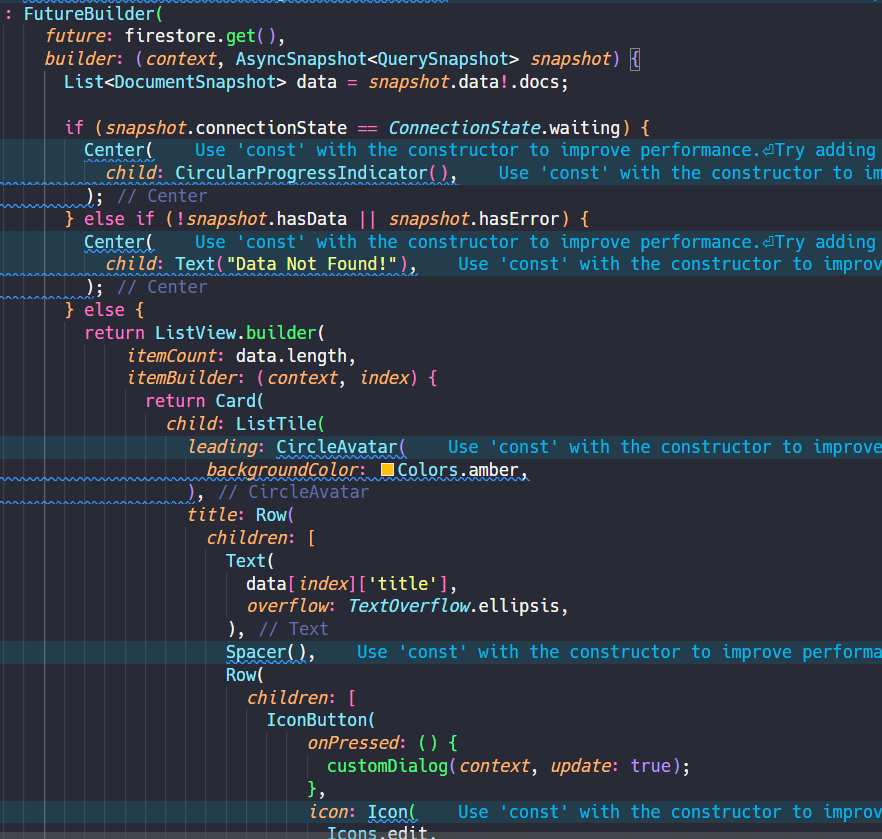 : FutureBuilder(
future: firestore.get(),
builder: (context, AsyncSnapshot<QuerySnapshot> snapshot) {
List<DocumentSnapshot> data = snapshot.data!.docs;
if (snapshot.connectionState == ConnectionState.waiting) {
Center( Use 'const' with the constructor to improve performance.⏎Try adding
child: CircularProgressIndicator(), Use 'const' with the constructor to im
); // Center
} else if (!snapshot.hasData || snapshot.hasError) {
Center( Use 'const' with the constructor to improve performance.⏎Try adding
child: Text("Data Not Found!"), Use 'const' with the constructor to improv
); // Center
} else {
return ListView.builder(
itemCount: data.length,
itemBuilder: (context, index) {
return Card(
child: ListTile(
leading: CircleAvatar( Use 'const' with the constructor to improve
backgroundColor: Colors.amber,
), // CircleAvatar
title: Row(
children: [
Text(
data[index]['title'],
overflow: TextOverflow.ellipsis,
), // Text
Spacer(), Use 'const' with the constructor to improve performa
Row(
children: [
IconButton(
onPressed: () {
customDialog(context, update: true);
},
icon: Icon( Use 'const' with the constructor to improv
Icons.edit,